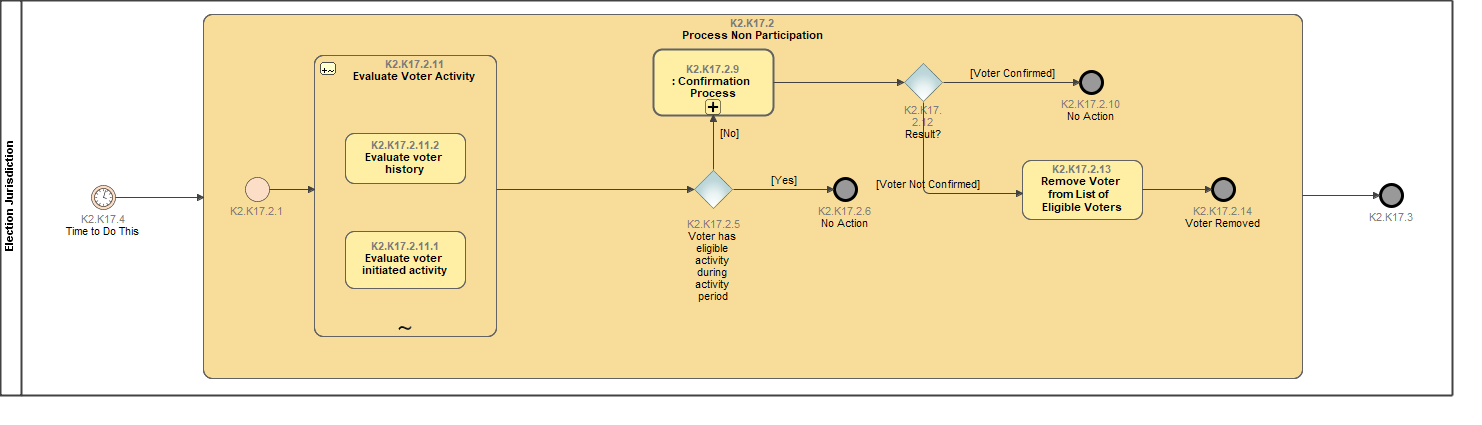 Election Jurisdiction
K2.K17.4
Time to Do This
K2.K17.2
Process Non Participation
K2.K17.2.1
K2.K17.2.11
Evaluate Voter Activity
K2.K17.2.11.2
Evaluate voter
history
K2.K17.2.11.1
Evaluate voter
initiated activity
~
K2.K17.2.9
: Confirmation
Process
[No]
K2.K17.2.5
Voter has
eligible
activity
during
activity
period
[Yes]
K2.K17.2.6
No Action
K2.K17.
2.12
Result?
[Voter Confirmed]
K2.K17.2.10
No Action
[Voter Not Confirmed]
K2.K17.2.13
Remove Voter
from List of
Eligible Voters
K2.K17.2.14
Voter Removed
K2.K17.3